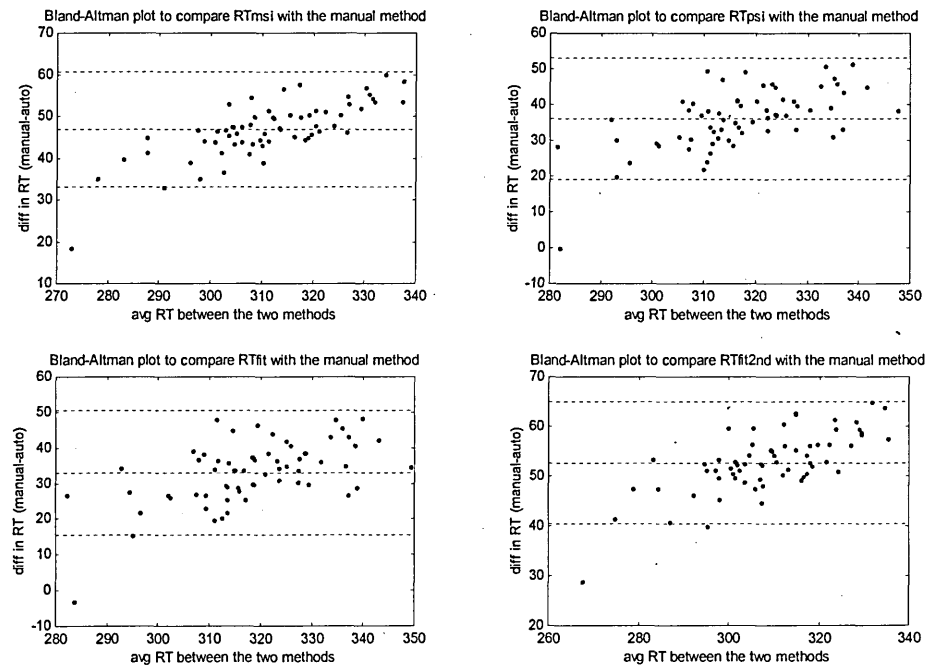 Bland-Altman plot to compare RTmsi with the manual method
70
60
50
40
30
20
10
diff in RT (manual-auto)
270 280 290 300 310 320 330 340
avg RT between the two methods
Bland-Altman plot to compare RTpsi with the manual method
60
50
40
30
20
10
0
-10
diff in RT (manual-auto)
280 290 300 310 320 330 340 350
avg RT between the two methods
Bland-Altman plot to compare RTfit with the manual method
60
50
40
30
20
10
0
-10
diff in RT (manual-auto)
280 290 300 310 320 330 340 350
avg RT between the two methods
Bland-Altman plot to compare RTfit2nd with the manual method
70
60
50
40
30
20
diff in RT (manual-auto)
260 280 300 320 340
avg RT between the two methods